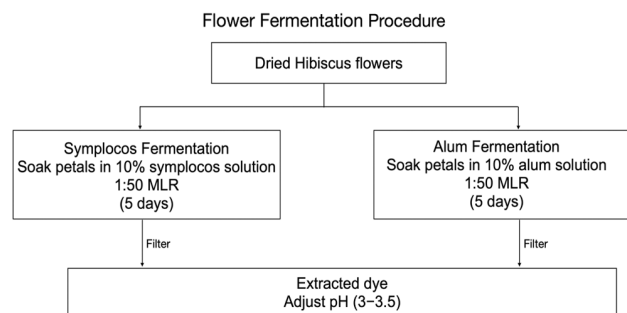 Flower Fermentation Procedure
Dried Hibiscus flowers
Symplocos Fermentation
Soak petals in 10% symplocos solution
1:50 MLR
(5 days)
Alum Fermentation
Soak petals in 10% alum solution
1:50 MLR
(5 days)
Filter
Filter
Extracted dye
Adjust pH (3–3.5)